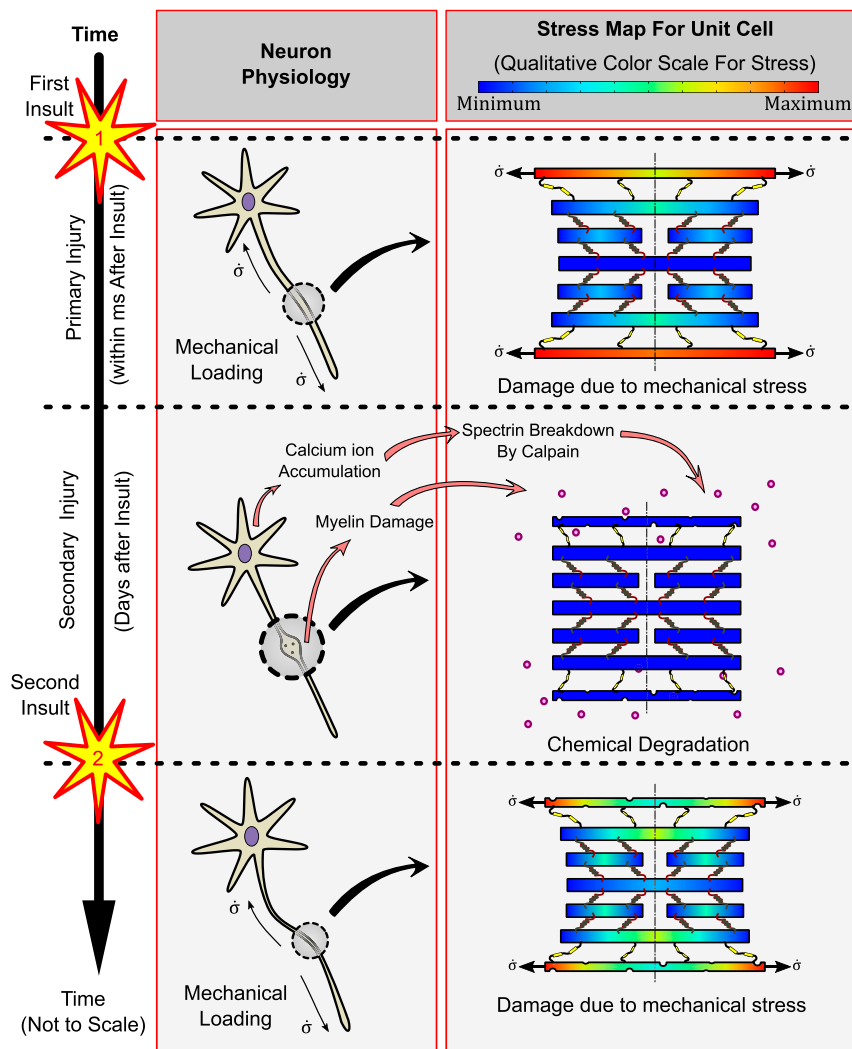 Time
First
Insult
1
Neuron
Physiology
Stress Map For Unit Cell
(Qualitative Color Scale For Stress)
Minimum
Maximum
Primary Injury
(within ms After Insult)
σ̇
σ̇
Mechanical
Loading
σ̇
σ̇
σ̇
σ̇
Damage due to mechanical stress
Secondary Injury
(Days after Insult)
Calcium ion
Accumulation
Spectrin Breakdown
By Calpain
Myelin Damage
Chemical Degradation
Second
Insult
2
σ̇
σ̇
Mechanical
Loading
σ̇
σ̇
σ̇
σ̇
Damage due to mechanical stress
Time
(Not to Scale)